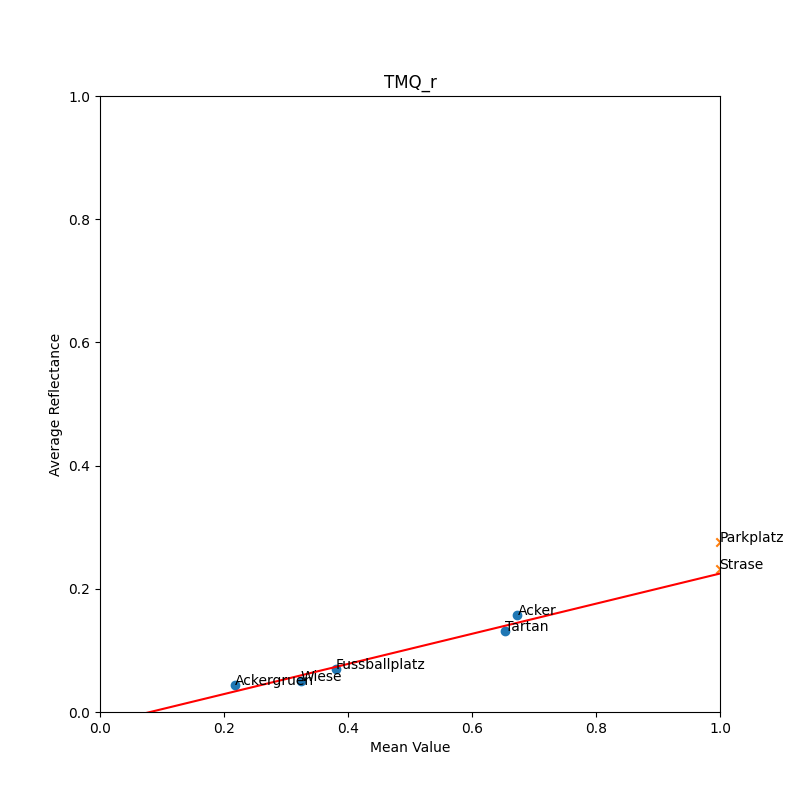 TMQ_r
1.0
0.8
0.6
0.4
0.2
0.0
Average Reflectance
Parkplatz
Strase
Acker
Tartan
Fussballplatz
Wiese
Ackergruen
0.0 0.2 0.4 0.6 0.8 1.0
Mean Value